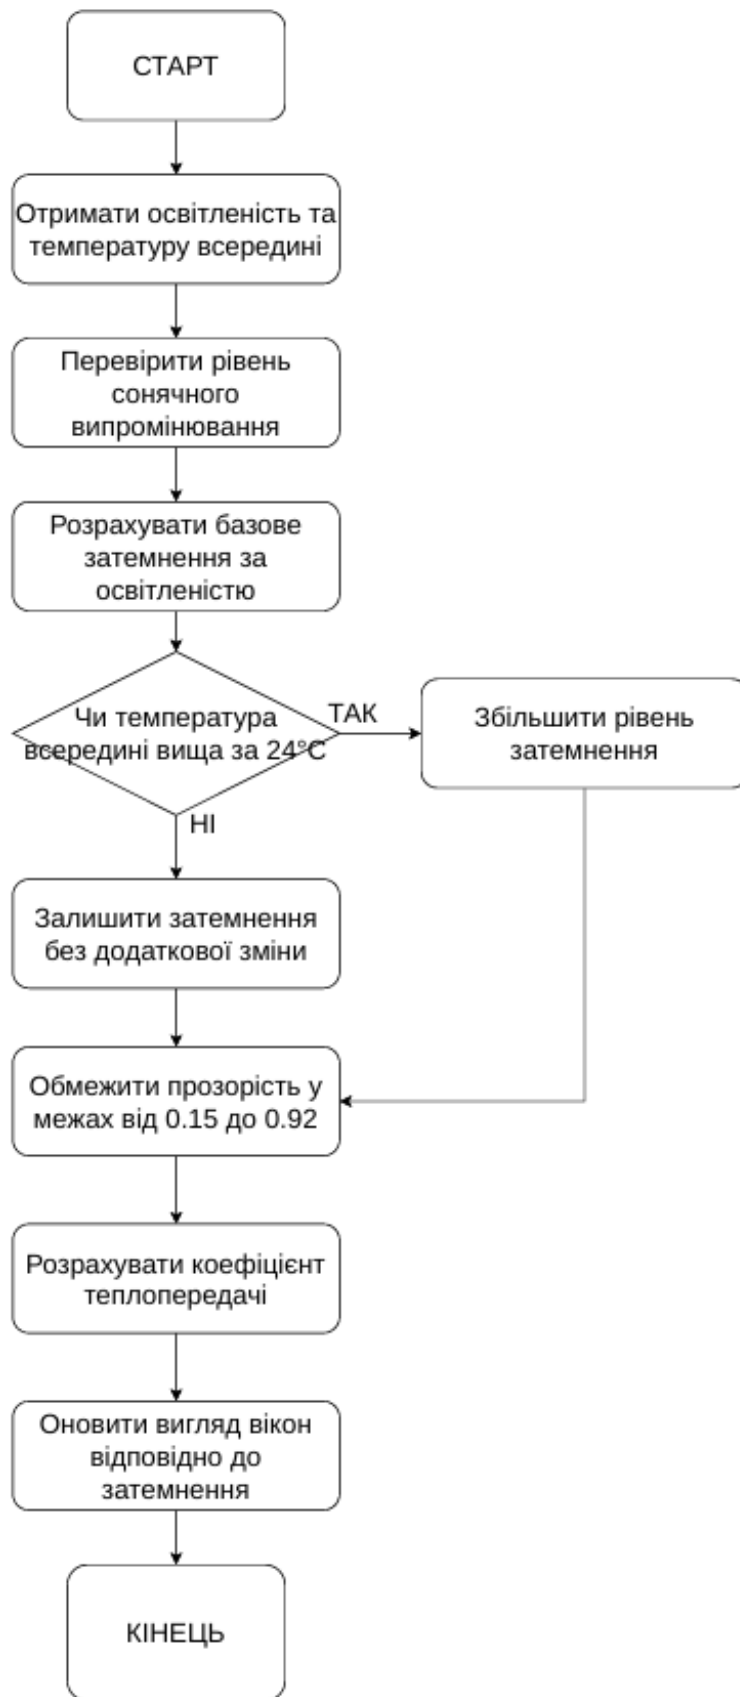 СТАРТ
Отримати освітленість та
температуру всередині
Перевірити рівень
сонячного
випромінювання
Розрахувати базове
затемнення за
освітленістю
Чи температура
всередині вища за 24°C
ТАК
Збільшити рівень
затемнення
НІ
Залишити затемнення
без додаткової зміни
Обмежити прозорість у
межах від 0.15 до 0.92
Розрахувати коефіцієнт
теплопередачі
Оновити вигляд вікон
відповідно до
затемнення
КІНЕЦЬ